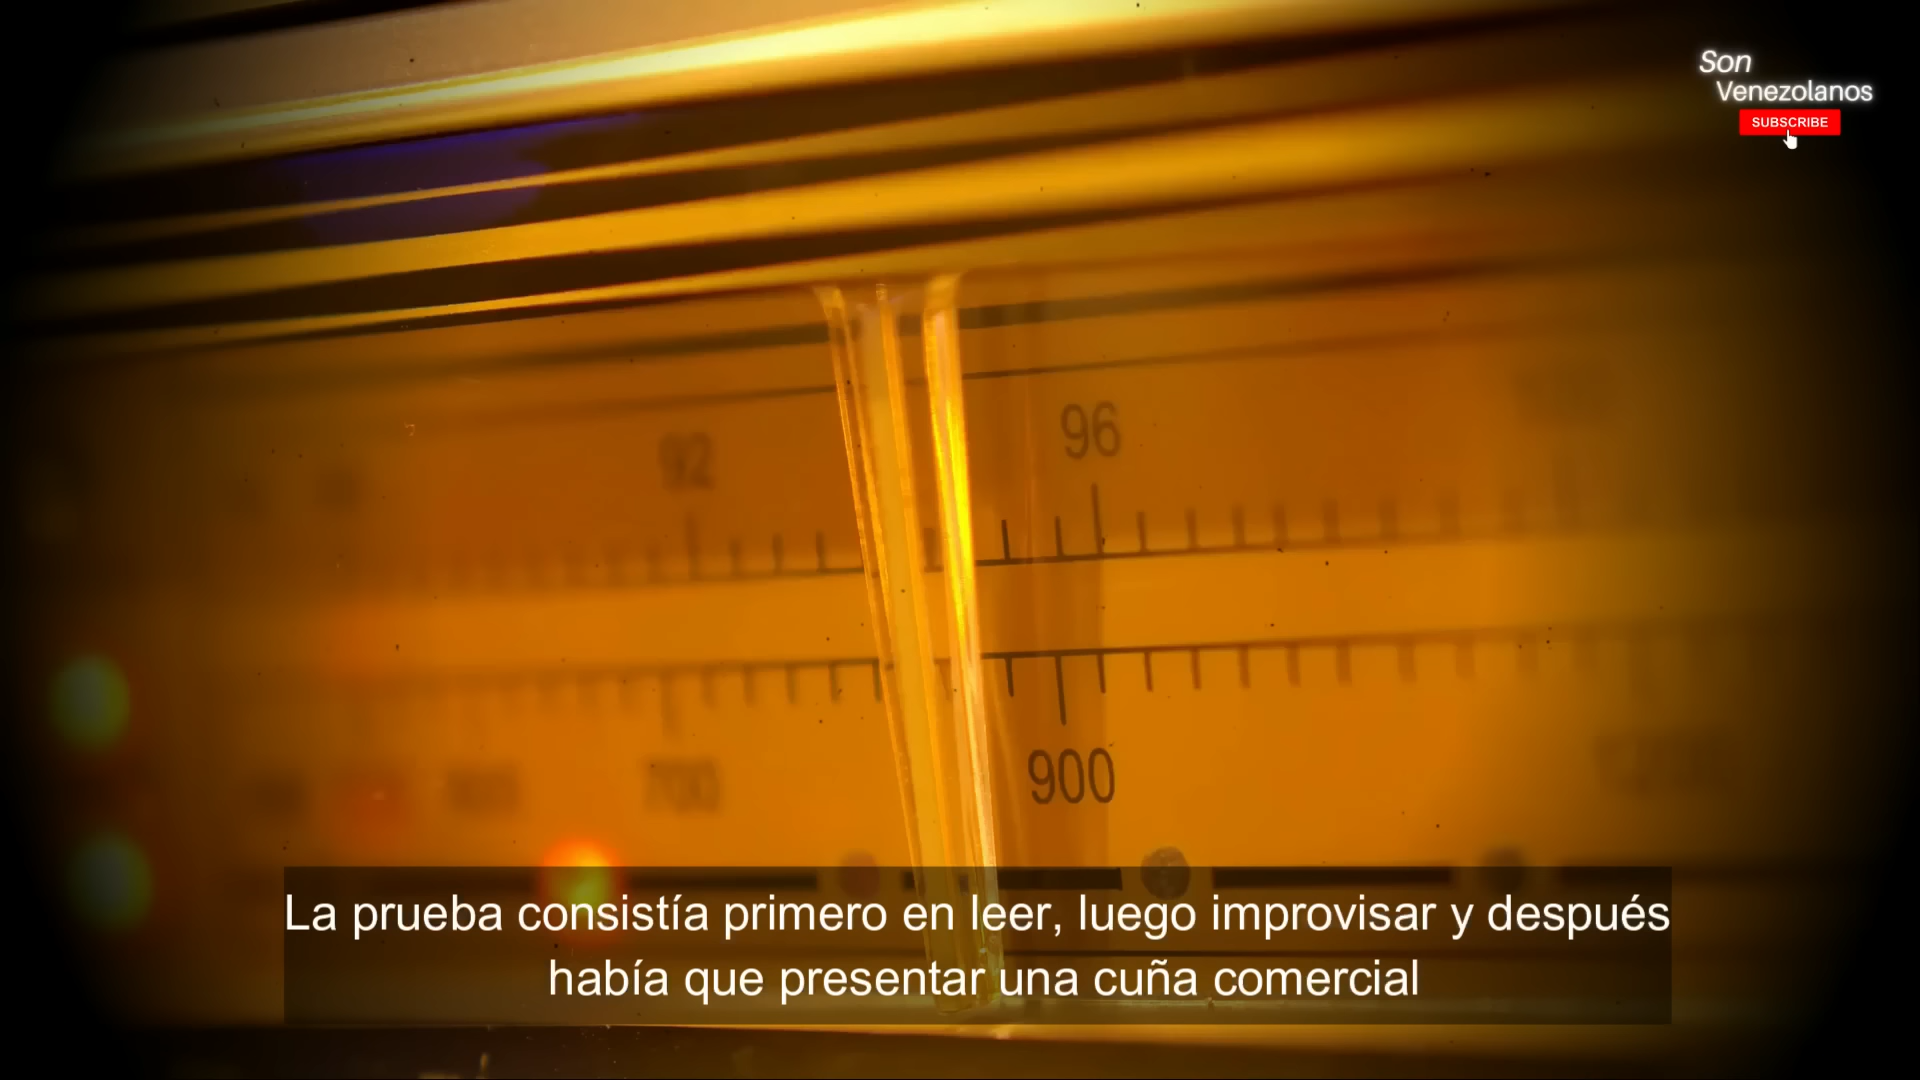 Son
Venezolanos
SUBSCRIBE
92
96
700
900
La prueba consistía primero en leer, luego improvisar y después
había que presentar una cuña comercial